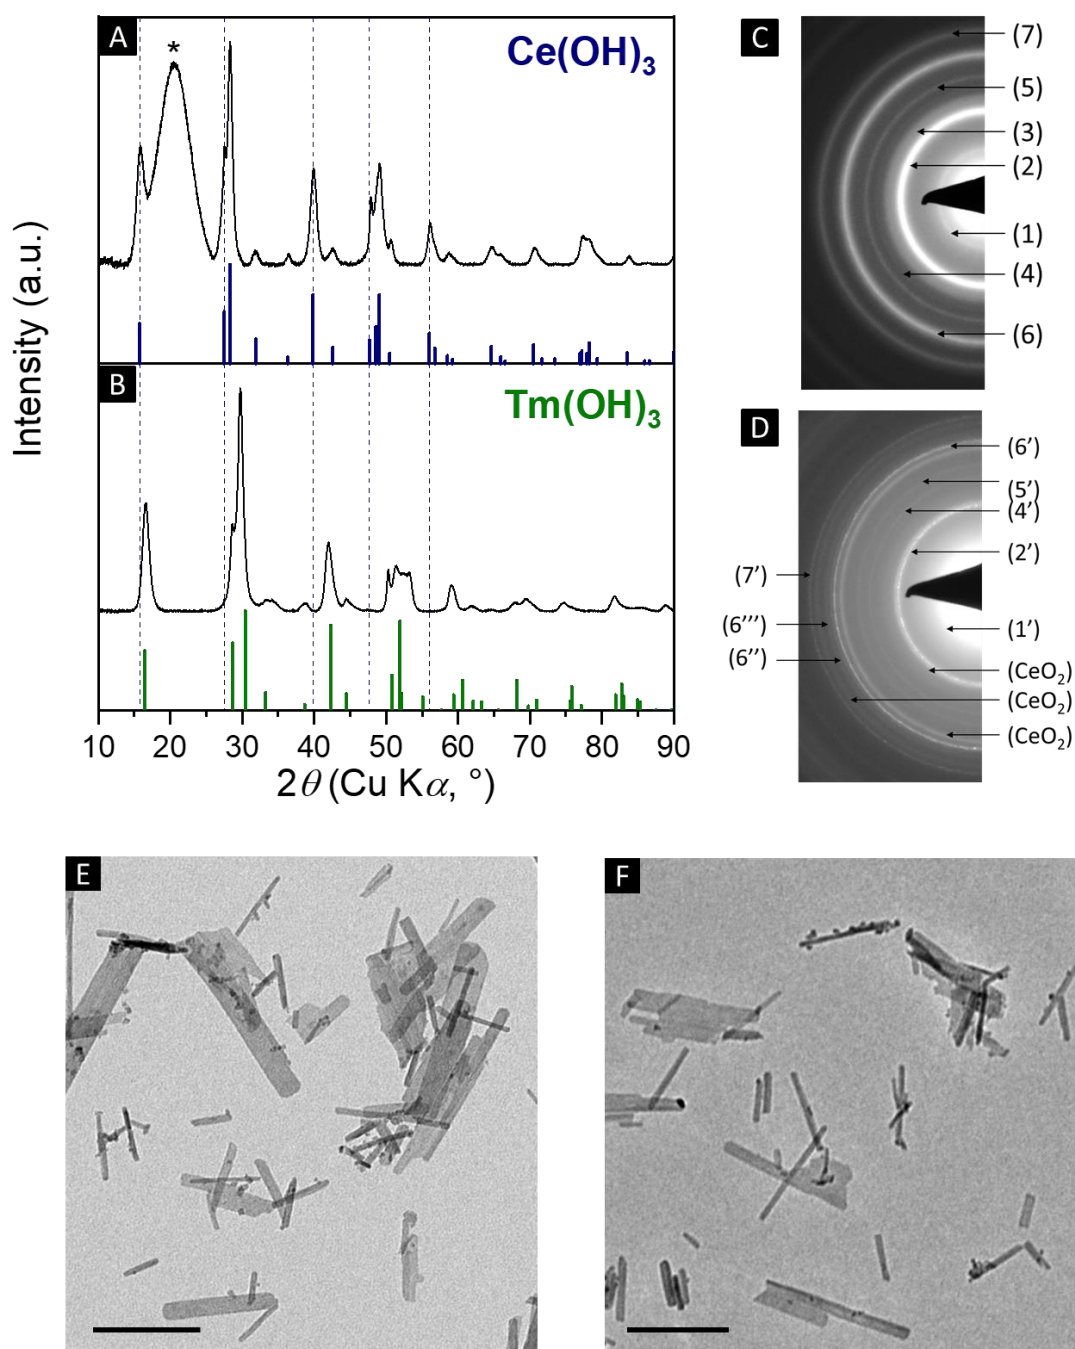 A
*
Ce(OH)3
B
Tm(OH)3
Intensity (a.u.)
10 20 30 40 50 60 70 80 90
2θ (Cu Kα, °)
C
(7)
(5)
(3)
(2)
(1)
(4)
(6)
D
(6’)
(5’)
(4’)
(2’)
(7’)
(6’’’)
(1’)
(6’’)
(CeO2)
(CeO2)
(CeO2)
E
F